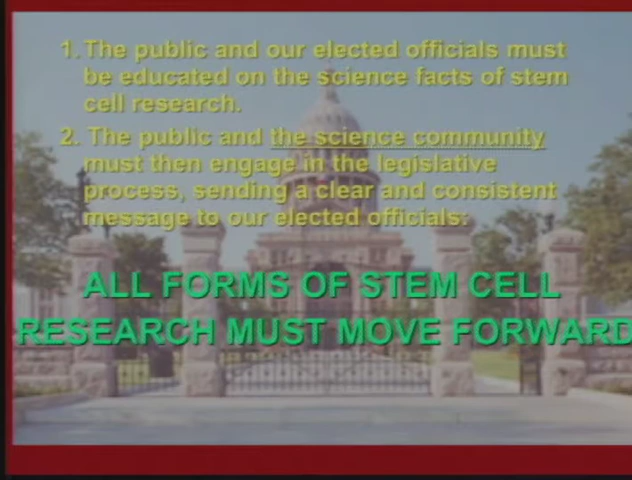 1. The public and our elected officials must
be educated on the science facts of stem
cell research.
2. The public and the science community
must then engage in the legislative
process, sending a clear and consistent
message to our elected officials:
ALL FORMS OF STEM CELL
RESEARCH MUST MOVE FORWARD